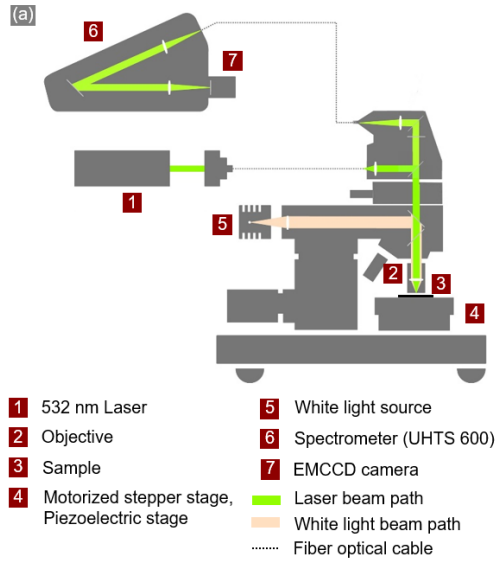 (a)
6
7
1
5
2
3
4
1 532 nm Laser
2 Objective
3 Sample
4 Motorized stepper stage,
Piezoelectric stage
5 White light source
6 Spectrometer (UHTS 600)
7 EMCCD camera
Laser beam path
White light beam path
Fiber optical cable